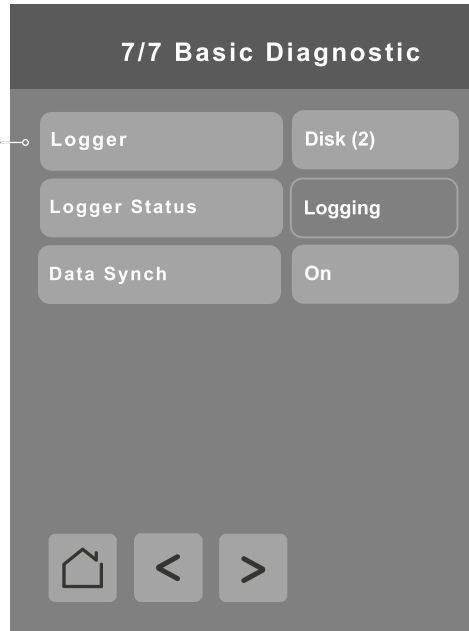 7/7 Basic Diagnostic
Logger Disk (2)
Logger Status Logging
Data Synch On
< >